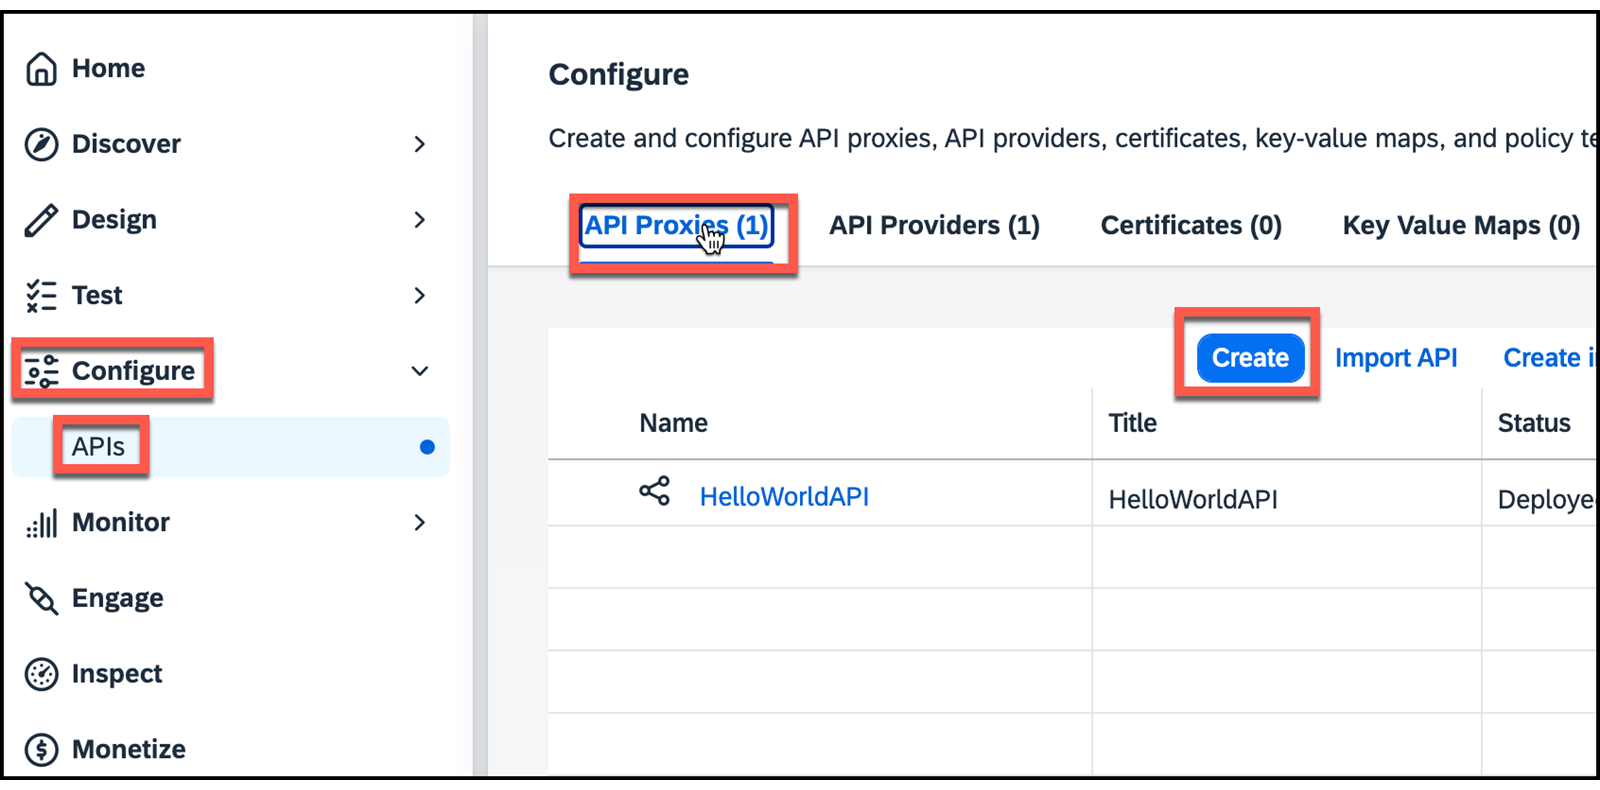 Home
Discover
Design
Test
Configure
APIs
Monitor
Engage
Inspect
Monetize
Configure
Create and configure API proxies, API providers, certificates, key-value maps, and policy te
API Proxies (1) API Providers (1) Certificates (0) Key Value Maps (0)
Create Import API Create i
Name Title Status
HelloWorldAPI HelloWorldAPI Deploye